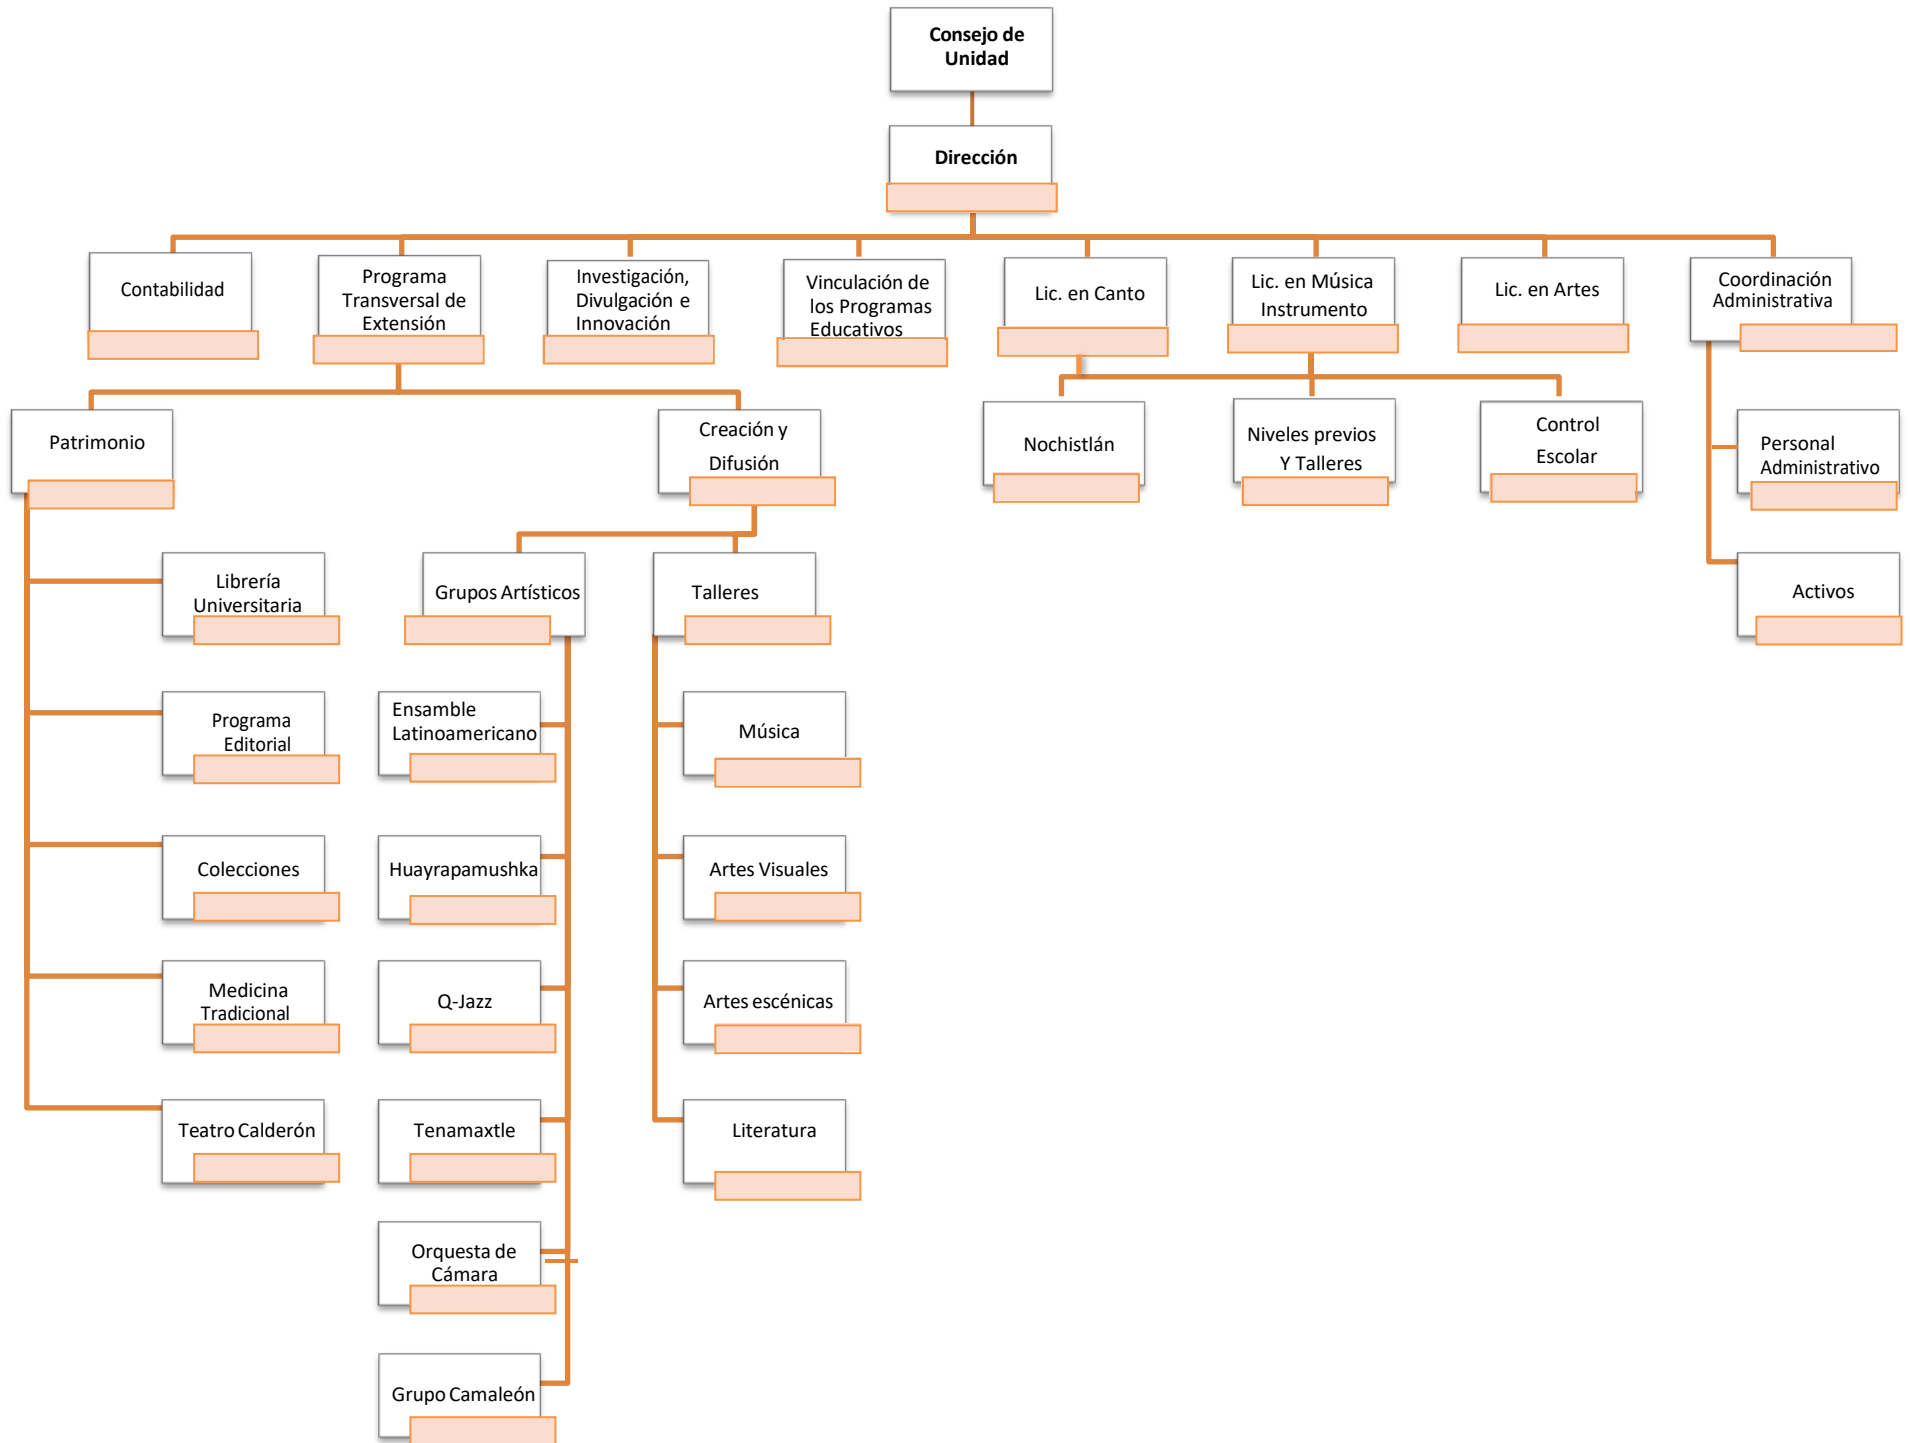 Consejo de
Unidad
Dirección
Contabilidad
Programa
Transversal de
Extensión
Investigación,
Divulgación e
Innovación
Vinculación de
los Programas
Educativos
Lic. en Canto
Lic. en Música
Instrumento
Lic. en Artes
Coordinación
Administrativa
Patrimonio
Creación y
Difusión
Nochistlán
Niveles previos
Y Talleres
Control
Escolar
Personal
Administrativo
Librería
Universitaria
Grupos Artísticos
Talleres
Activos
Programa
Editorial
Ensamble
Latinoamericano
Música
Colecciones
Huayrapamushka
Artes Visuales
Medicina
Tradicional
Q-Jazz
Artes escénicas
Teatro Calderón
Tenamaxtle
Literatura
Orquesta de
Cámara
Grupo Camaleón